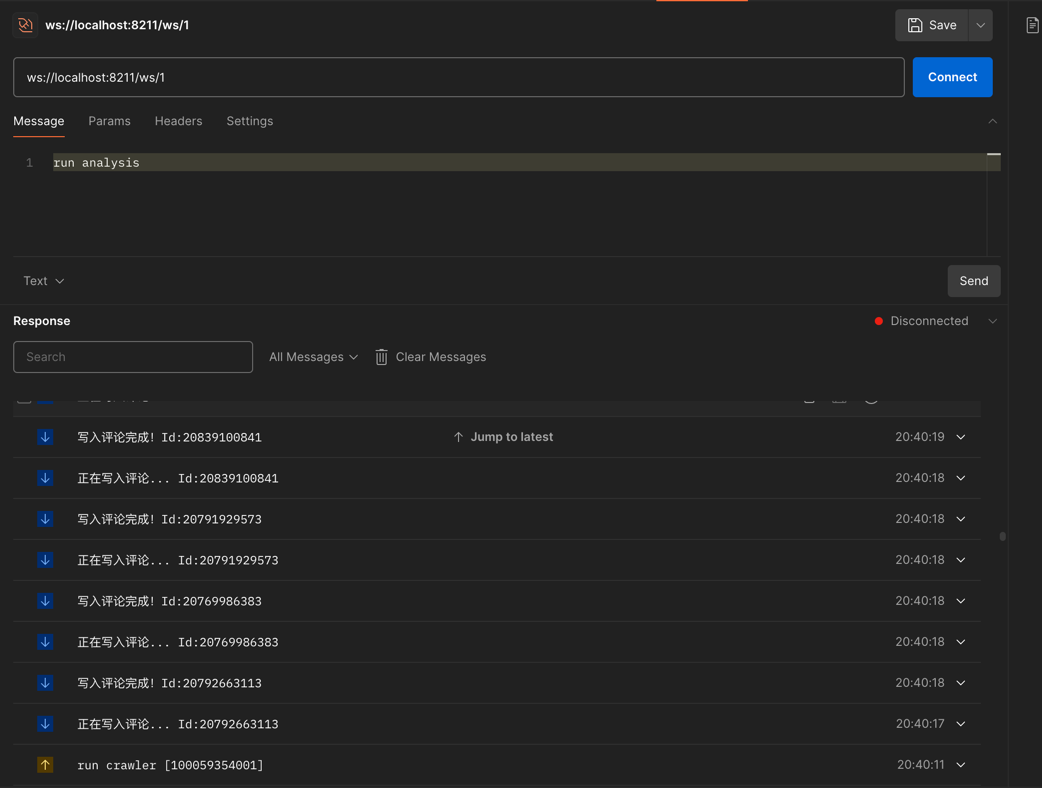 ws://localhost:8211/ws/1
Save
ws://localhost:8211/ws/1
Connect
Message Params Headers Settings
1 run analysis
Text
Send
Response
Disconnected
Search
All Messages
Clear Messages
写入评论完成! Id:20839100841
Jump to latest
20:40:19
正在写入评论... Id:20839100841 20:40:18
写入评论完成! Id:20791929573 20:40:18
正在写入评论... Id:20791929573 20:40:18
写入评论完成! Id:20769986383 20:40:18
正在写入评论... Id:20769986383 20:40:18
写入评论完成! Id:20792663113 20:40:18
正在写入评论... Id:20792663113 20:40:17
run crawler [100059354001] 20:40:11